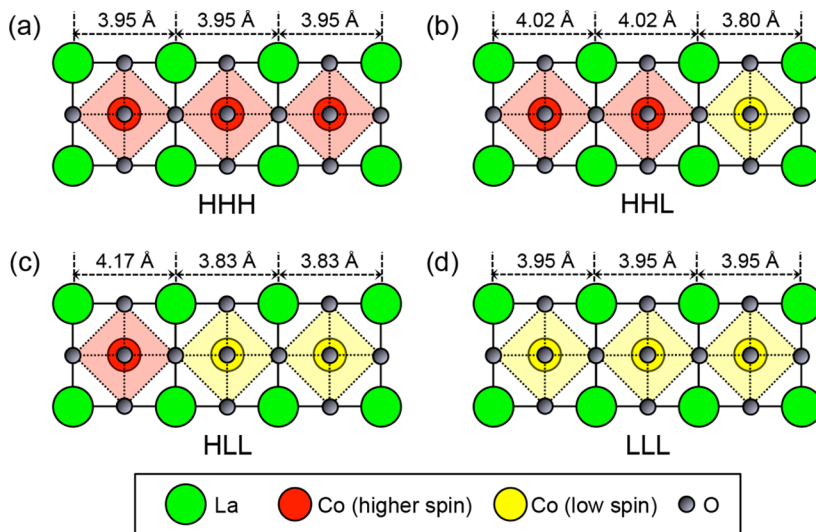 (a)
3.95 Å 3.95 Å 3.95 Å
HHH
(b)
4.02 Å 4.02 Å 3.80 Å
HHL
(c)
4.17 Å 3.83 Å 3.83 Å
HLL
(d)
3.95 Å 3.95 Å 3.95 Å
LLL
La Co (higher spin) Co (low spin) O